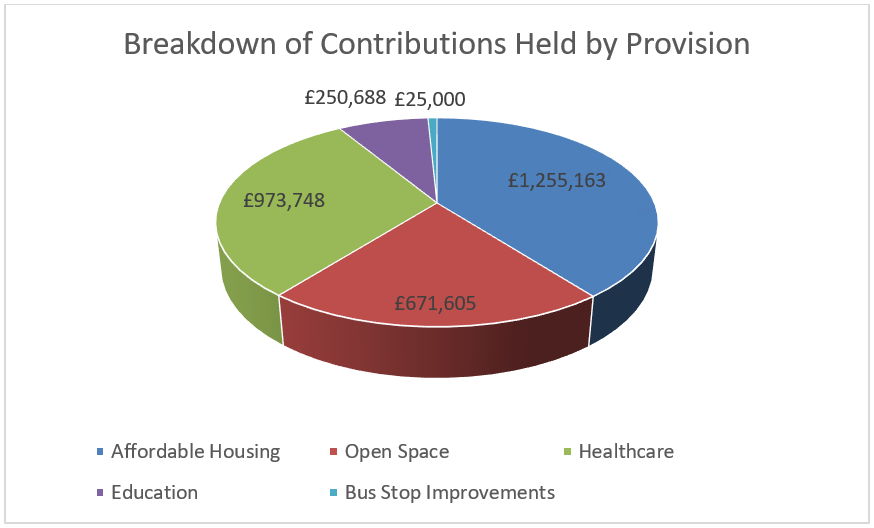 Breakdown of Contributions Held by Provision
£250,688 £25,000
£1,255,163
£973,748
£671,605
Affordable Housing Open Space Healthcare
Education Bus Stop Improvements